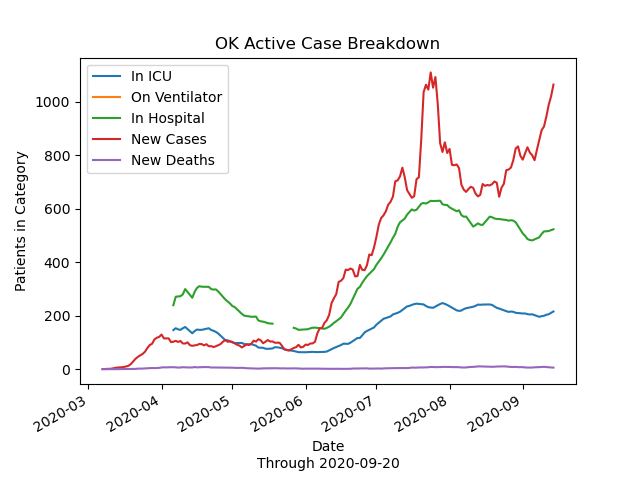 OK Active Case Breakdown
In ICU
On Ventilator
In Hospital
New Cases
New Deaths
Patients in Category
1000
800
600
400
200
0
2020-03
2020-04
2020-05
2020-06
2020-07
2020-08
2020-09
Date
Through 2020-09-20